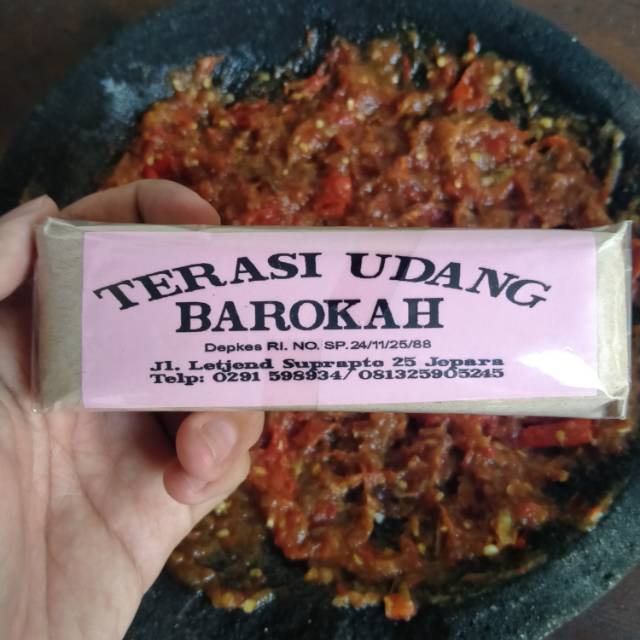 TERASI UDANG
BAROKAH
Depkes RI. NO. SP. 24/11/25/88
Jl. Letjend Suprapto 25 Jepara
Telp: 0291 598934/ 081325905245